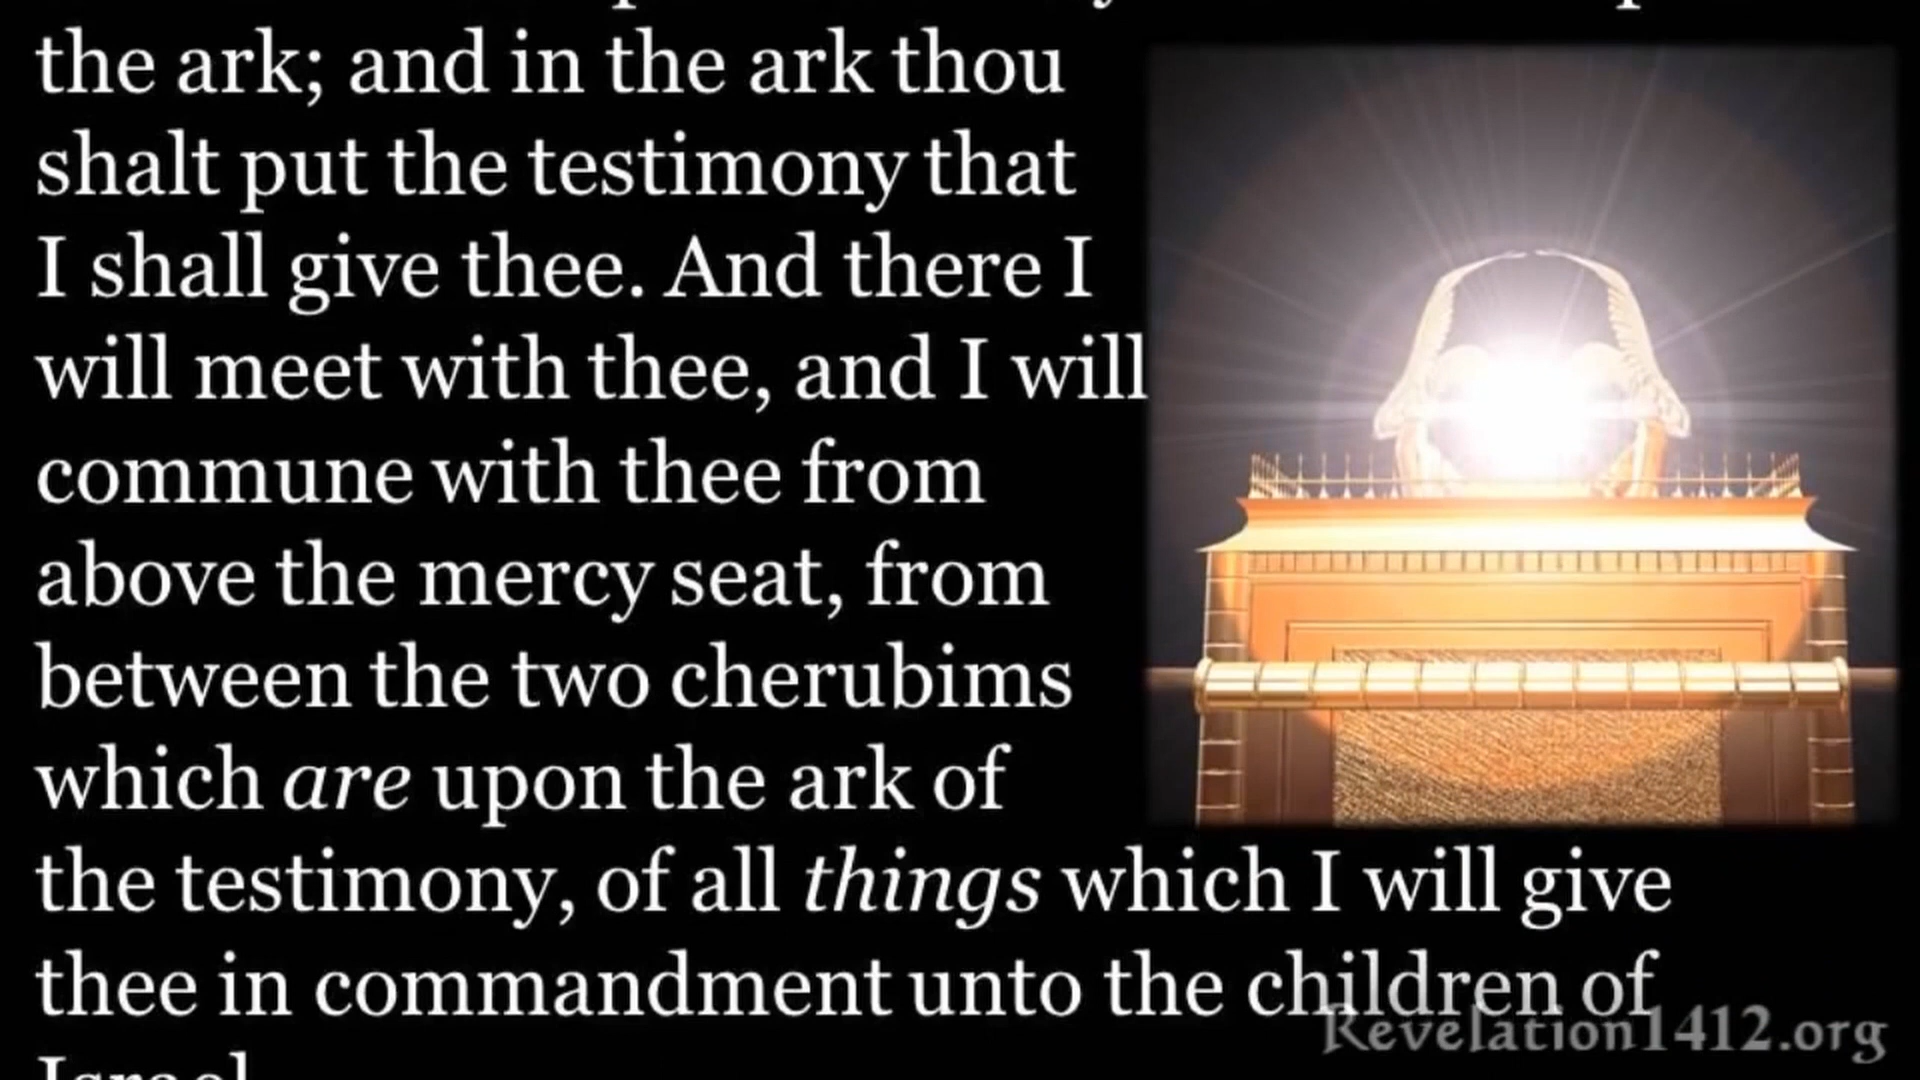 the ark; and in the ark thou
shalt put the testimony that
I shall give thee. And there I
will meet with thee, and I will
commune with thee from
above the mercy seat, from
between the two cherubims
which are upon the ark of
the testimony, of all things which I will give
thee in commandment unto the children of
Israel
Revelation1412.org